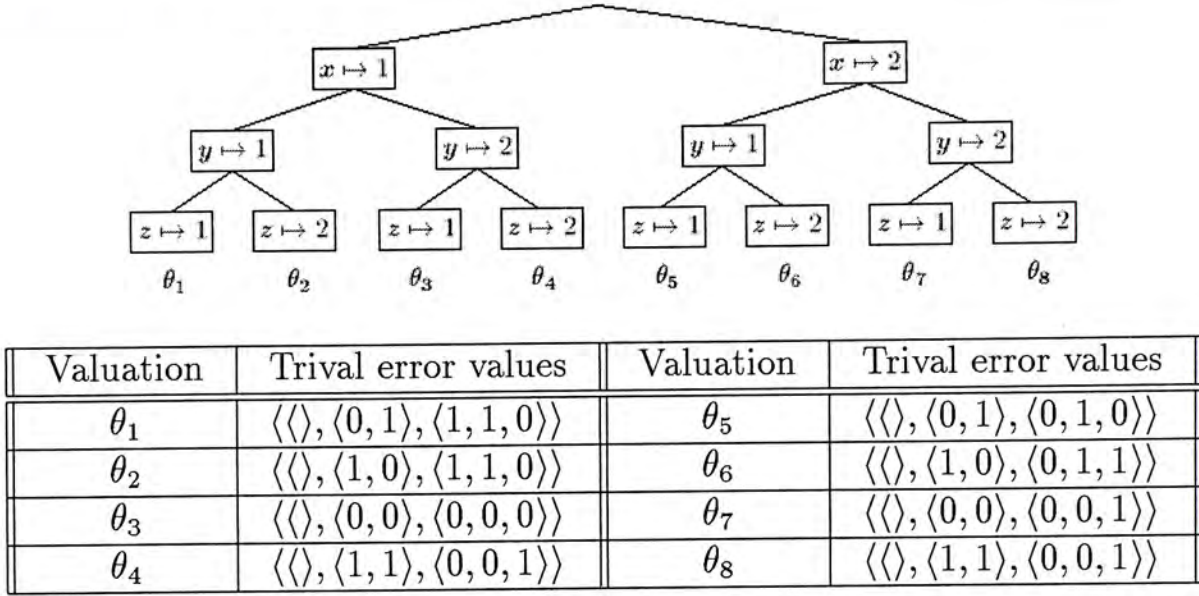 x ↦ 1 x ↦ 2
y ↦ 1 y ↦ 2 y ↦ 1 y ↦ 2
z ↦ 1 z ↦ 2 z ↦ 1 z ↦ 2 z ↦ 1 z ↦ 2 z ↦ 1 z ↦ 2
θ₁ θ₂ θ₃ θ₄ θ₅ θ₆ θ₇ θ₈
Valuation Trival error values Valuation Trival error values
θ₁ ⟨⟨⟩, ⟨0, 1⟩, ⟨1, 1, 0⟩⟩ θ₅ ⟨⟨⟩, ⟨0, 1⟩, ⟨0, 1, 0⟩⟩
θ₂ ⟨⟨⟩, ⟨1, 0⟩, ⟨1, 1, 0⟩⟩ θ₆ ⟨⟨⟩, ⟨1, 0⟩, ⟨0, 1, 1⟩⟩
θ₃ ⟨⟨⟩, ⟨0, 0⟩, ⟨0, 0, 0⟩⟩ θ₇ ⟨⟨⟩, ⟨0, 0⟩, ⟨0, 0, 1⟩⟩
θ₄ ⟨⟨⟩, ⟨1, 1⟩, ⟨0, 0, 1⟩⟩ θ₈ ⟨⟨⟩, ⟨1, 1⟩, ⟨0, 0, 1⟩⟩